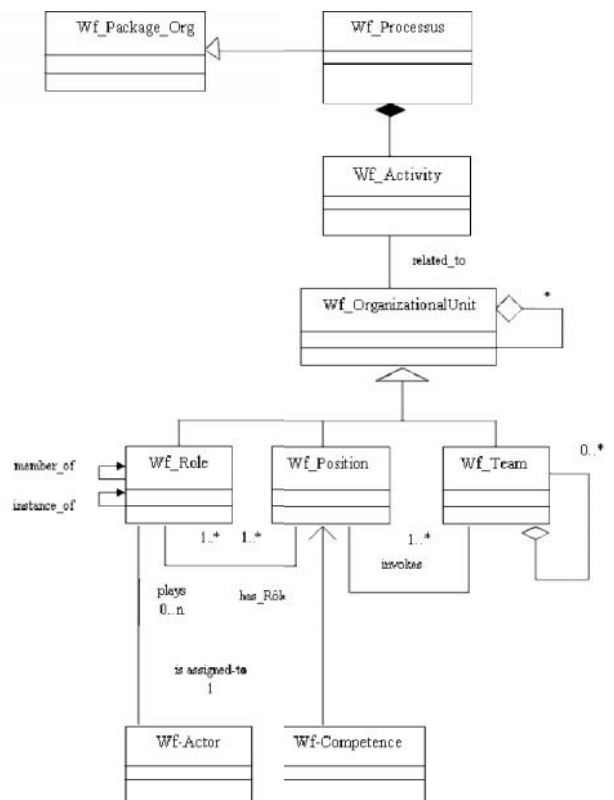 Wf_Package_Org
Wf_Processus
Wf_Activity
related_to
Wf_OrganizationalUnit
*
member_of
instance_of
Wf_Role
Wf_Position
Wf_Team
0..*
1..* 1..*
1..*
invokes
plays
0..n
has_Rôle
is assigned-to
1
Wf-Actor
Wf-Competence